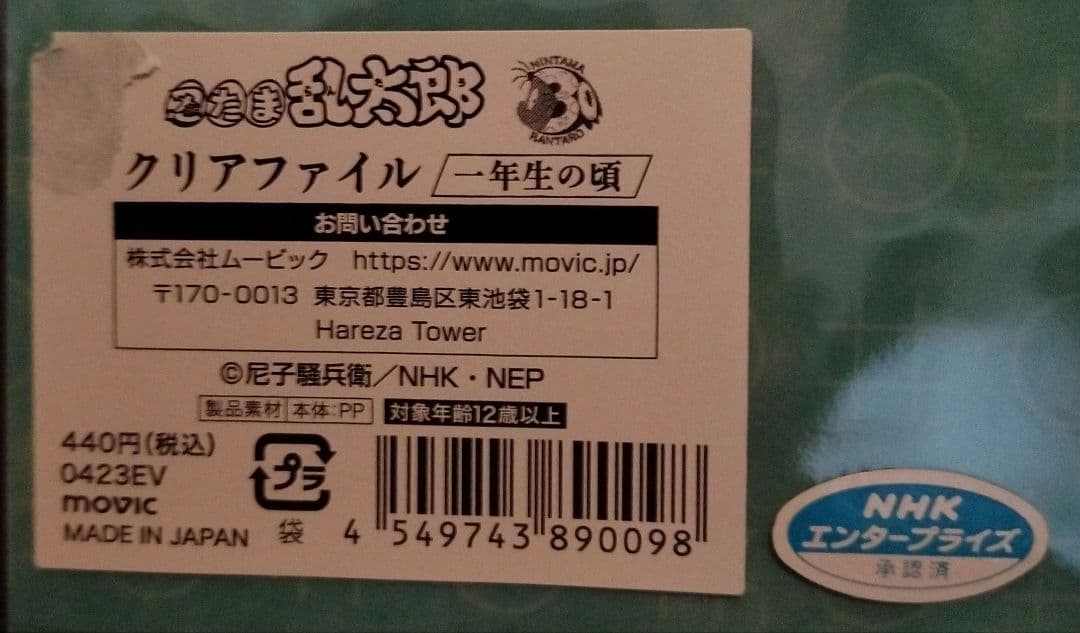 忍たま乱太郎
NINTAMA
30
RANTARO
クリアファイル 一年生の頃
お問い合わせ
株式会社ムービック https://www.movic.jp/
〒170-0013 東京都豊島区東池袋1-18-1
Hareza Tower
©尼子騒兵衛/NHK・NEP
製品素材 本体:PP 対象年齢12歳以上
440円(税込)
0423EV
movic
MADE IN JAPAN
プラ
袋
4 549743 890098
NHK
エンタープライズ
承認済